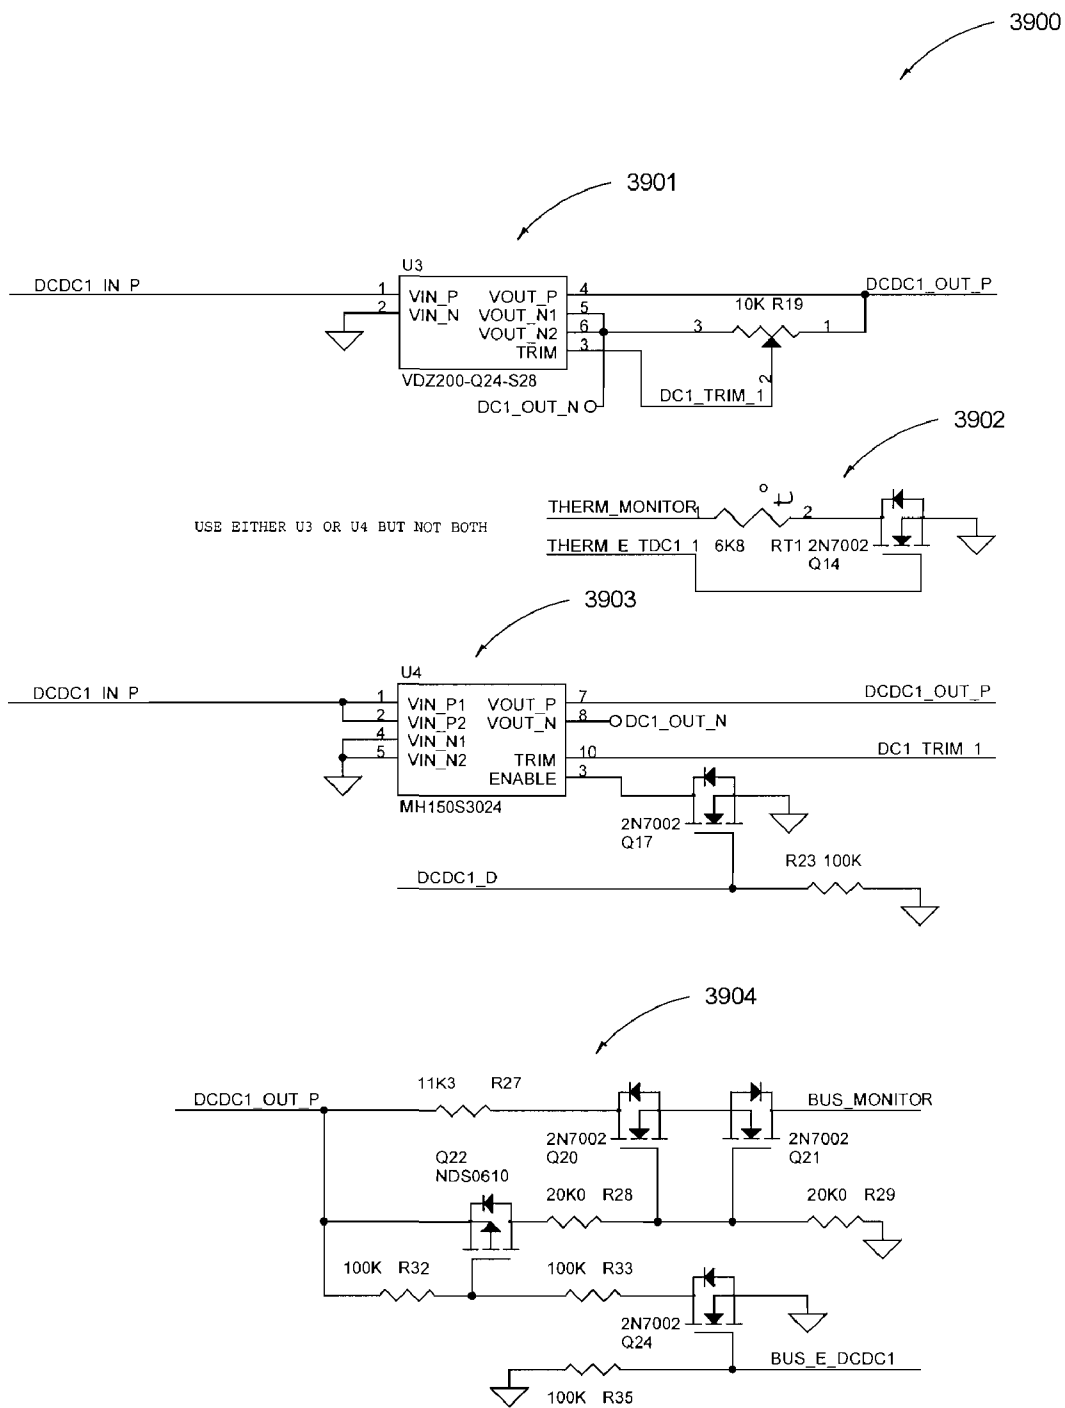 3900
3901
U3
DCDC1_IN_P 1 VIN_P VOUT_P 4 DCDC1_OUT_P
2 VIN_N VOUT_N1 5 10K R19
VOUT_N2 6 3 1
TRIM 3
VDZ200-Q24-S28 2
DC1_OUT_N DC1_TRIM_1
3902
THERM_MONITOR 1 °t 2
USE EITHER U3 OR U4 BUT NOT BOTH
THERM_E_TDC1 1 6K8 RT1 2N7002
Q14
3903
U4
DCDC1_IN_P 1 VIN_P1 VOUT_P 7 DCDC1_OUT_P
2 VIN_P2 VOUT_N 8 DC1_OUT_N
4 VIN_N1
5 VIN_N2 TRIM 10 DC1_TRIM_1
ENABLE 3
MH150S3024
2N7002
Q17
R23 100K
DCDC1_D
3904
DCDC1_OUT_P 11K3 R27 BUS_MONITOR
2N7002 2N7002
Q20 Q21
Q22
NDS0610
20K0 R28 20K0 R29
100K R32 100K R33
2N7002
Q24
BUS_E_DCDC1
100K R35